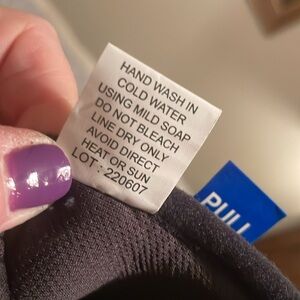 HAND WASH IN
COLD WATER
USING MILD SOAP
DO NOT BLEACH
LINE DRY ONLY
AVOID DIRECT
HEAT OR SUN
LOT : 220607
PULL